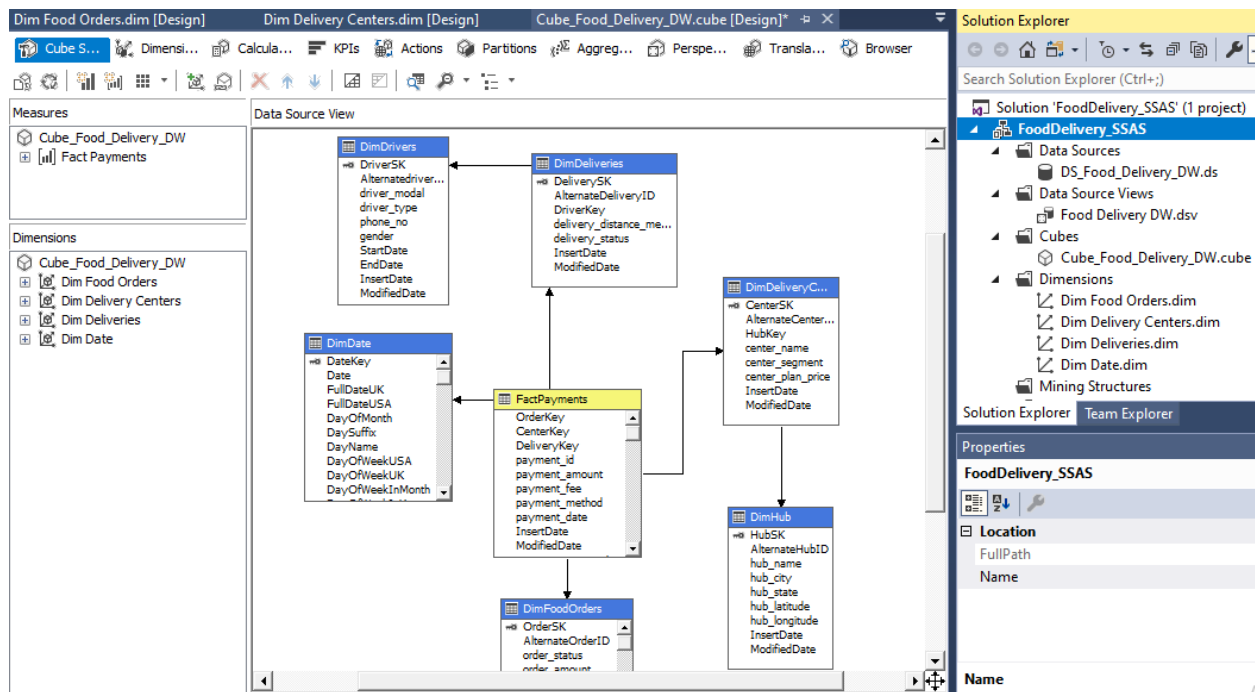 Dim Food Orders.dim [Design]
Dim Delivery Centers.dim [Design]
Cube_Food_Delivery_DW.cube [Design]*
Cube S...
Dimensi...
Calcula...
KPIs
Actions
Partitions
Aggreg...
Perspe...
Transla...
Browser
Measures
Cube_Food_Delivery_DW
Fact Payments
Dimensions
Cube_Food_Delivery_DW
Dim Food Orders
Dim Delivery Centers
Dim Deliveries
Dim Date
Data Source View
DimDrivers
DriverSK
Alternatedriver...
driver_modal
driver_type
phone_no
gender
StartDate
EndDate
InsertDate
ModifiedDate
DimDeliveries
DeliverySK
AlternateDeliveryID
DriverKey
delivery_distance_me...
delivery_status
InsertDate
ModifiedDate
DimDeliveryC...
CenterSK
AlternateCenter...
HubKey
center_name
center_segment
center_plan_price
InsertDate
ModifiedDate
DimDate
DateKey
Date
FullDateUK
FullDateUSA
DayOfMonth
DaySuffix
DayName
DayOfWeekUSA
DayOfWeekUK
DayOfWeekInMonth
FactPayments
OrderKey
CenterKey
DeliveryKey
payment_id
payment_amount
payment_fee
payment_method
payment_date
InsertDate
ModifiedDate
DimHub
HubSK
AlternateHubID
hub_name
hub_city
hub_state
hub_latitude
hub_longitude
InsertDate
ModifiedDate
DimFoodOrders
OrderSK
AlternateOrderID
order_status
order_amount
Solution Explorer
Search Solution Explorer (Ctrl+;)
Solution 'FoodDelivery_SSAS' (1 project)
FoodDelivery_SSAS
Data Sources
DS_Food_Delivery_DW.ds
Data Source Views
Food Delivery DW.dsv
Cubes
Cube_Food_Delivery_DW.cube
Dimensions
Dim Food Orders.dim
Dim Delivery Centers.dim
Dim Deliveries.dim
Dim Date.dim
Mining Structures
Solution Explorer
Team Explorer
Properties
FoodDelivery_SSAS
Location
FullPath
Name
Name